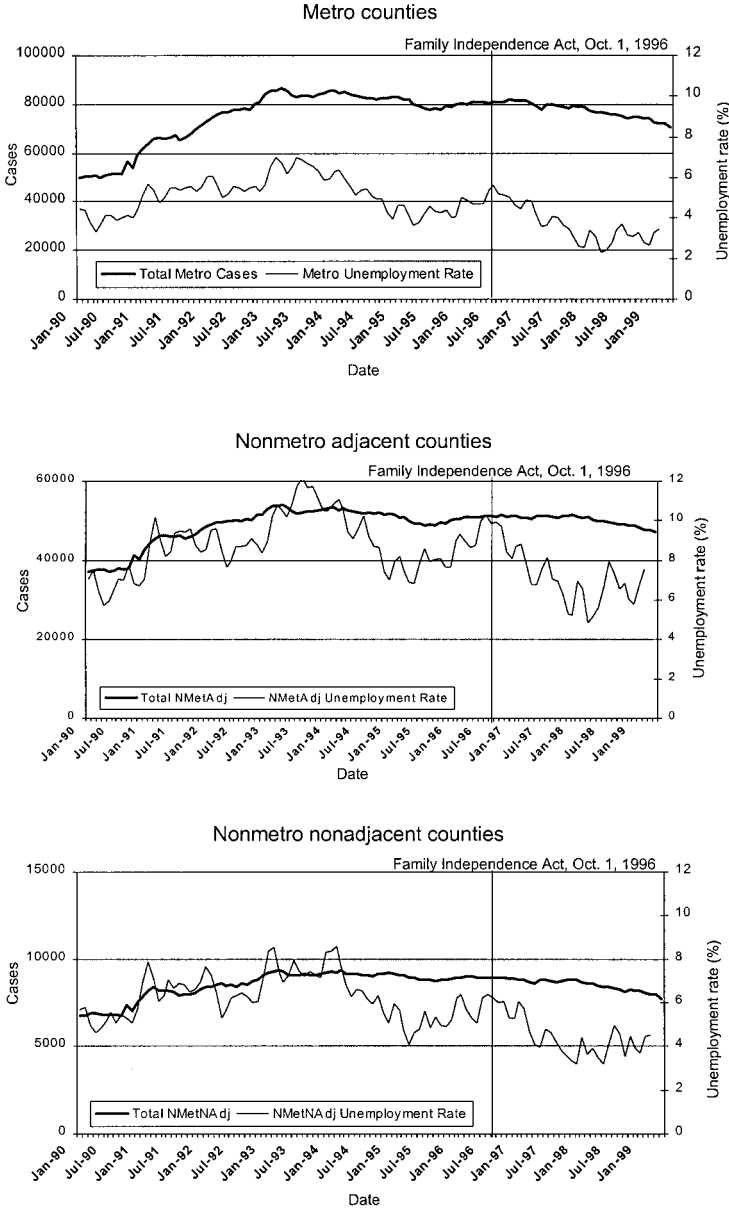 Metro counties
Family Independence Act, Oct. 1, 1996
100000
80000
60000
40000
20000
0
Cases
12
10
8
6
4
2
0
Unemployment rate (%)
Total Metro Cases
Metro Unemployment Rate
Jan-90
Jul-90
Jan-91
Jul-91
Jan-92
Jul-92
Jan-93
Jul-93
Jan-94
Jul-94
Jan-95
Jul-95
Jan-96
Jul-96
Jan-97
Jul-97
Jan-98
Jul-98
Jan-99
Date
Nonmetro adjacent counties
Family Independence Act, Oct. 1, 1996
60000
40000
20000
0
Cases
12
10
8
6
4
2
0
Unemployment rate (%)
Total NMetAdj
NMetAdj Unemployment Rate
Jan-90
Jul-90
Jan-91
Jul-91
Jan-92
Jul-92
Jan-93
Jul-93
Jan-94
Jul-94
Jan-95
Jul-95
Jan-96
Jul-96
Jan-97
Jul-97
Jan-98
Jul-98
Jan-99
Date
Nonmetro nonadjacent counties
Family Independence Act, Oct. 1, 1996
15000
10000
5000
0
Cases
12
10
8
6
4
2
0
Unemployment rate (%)
Total NMetNAdj
NMetNAdj Unemployment Rate
Jan-90
Jul-90
Jan-91
Jul-91
Jan-92
Jul-92
Jan-93
Jul-93
Jan-94
Jul-94
Jan-95
Jul-95
Jan-96
Jul-96
Jan-97
Jul-97
Jan-98
Jul-98
Jan-99
Date